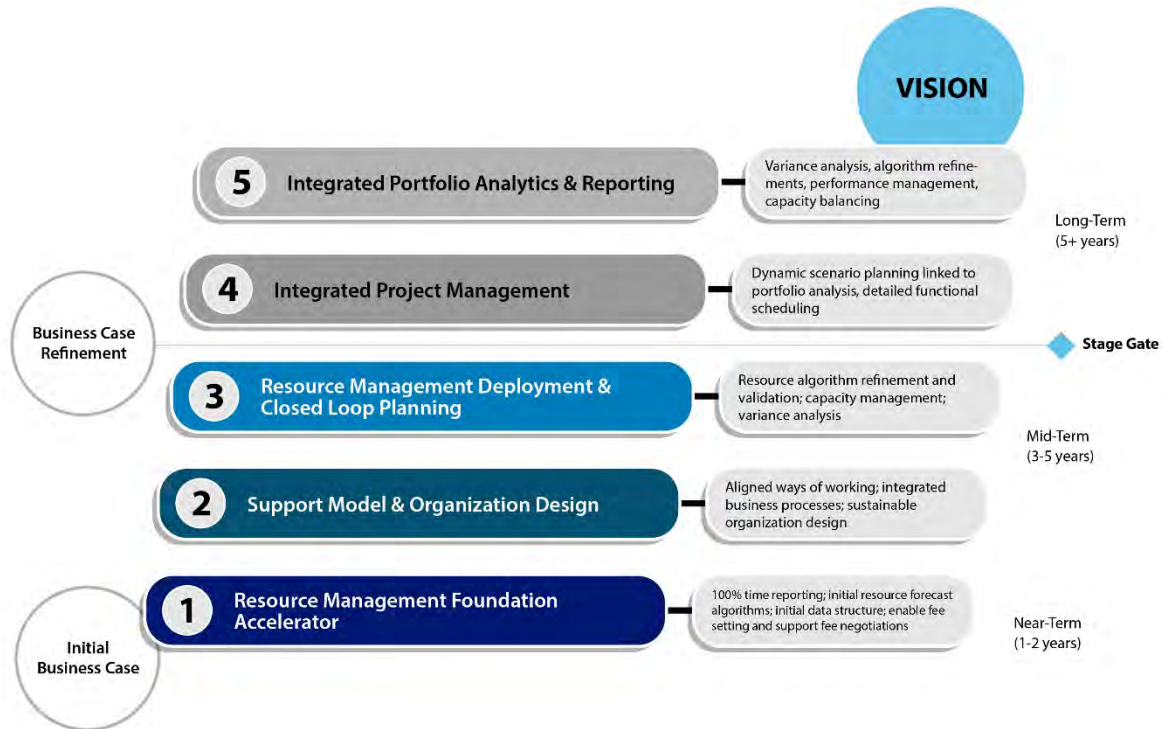 VISION
5
Integrated Portfolio Analytics & Reporting
Variance analysis, algorithm refine-
ments, performance management,
capacity balancing
Long-Term
(5+ years)
4
Integrated Project Management
Dynamic scenario planning linked to
portfolio analysis, detailed functional
scheduling
Business Case
Refinement
Stage Gate
3
Resource Management Deployment &
Closed Loop Planning
Resource algorithm refinement and
validation; capacity management;
variance analysis
Mid-Term
(3-5 years)
2
Support Model & Organization Design
Aligned ways of working; integrated
business processes; sustainable
organization design
1
Resource Management Foundation
Accelerator
100% time reporting; initial resource forecast
algorithms; initial data structure; enable fee
setting and support fee negotiations
Near-Term
(1-2 years)
Initial
Business Case